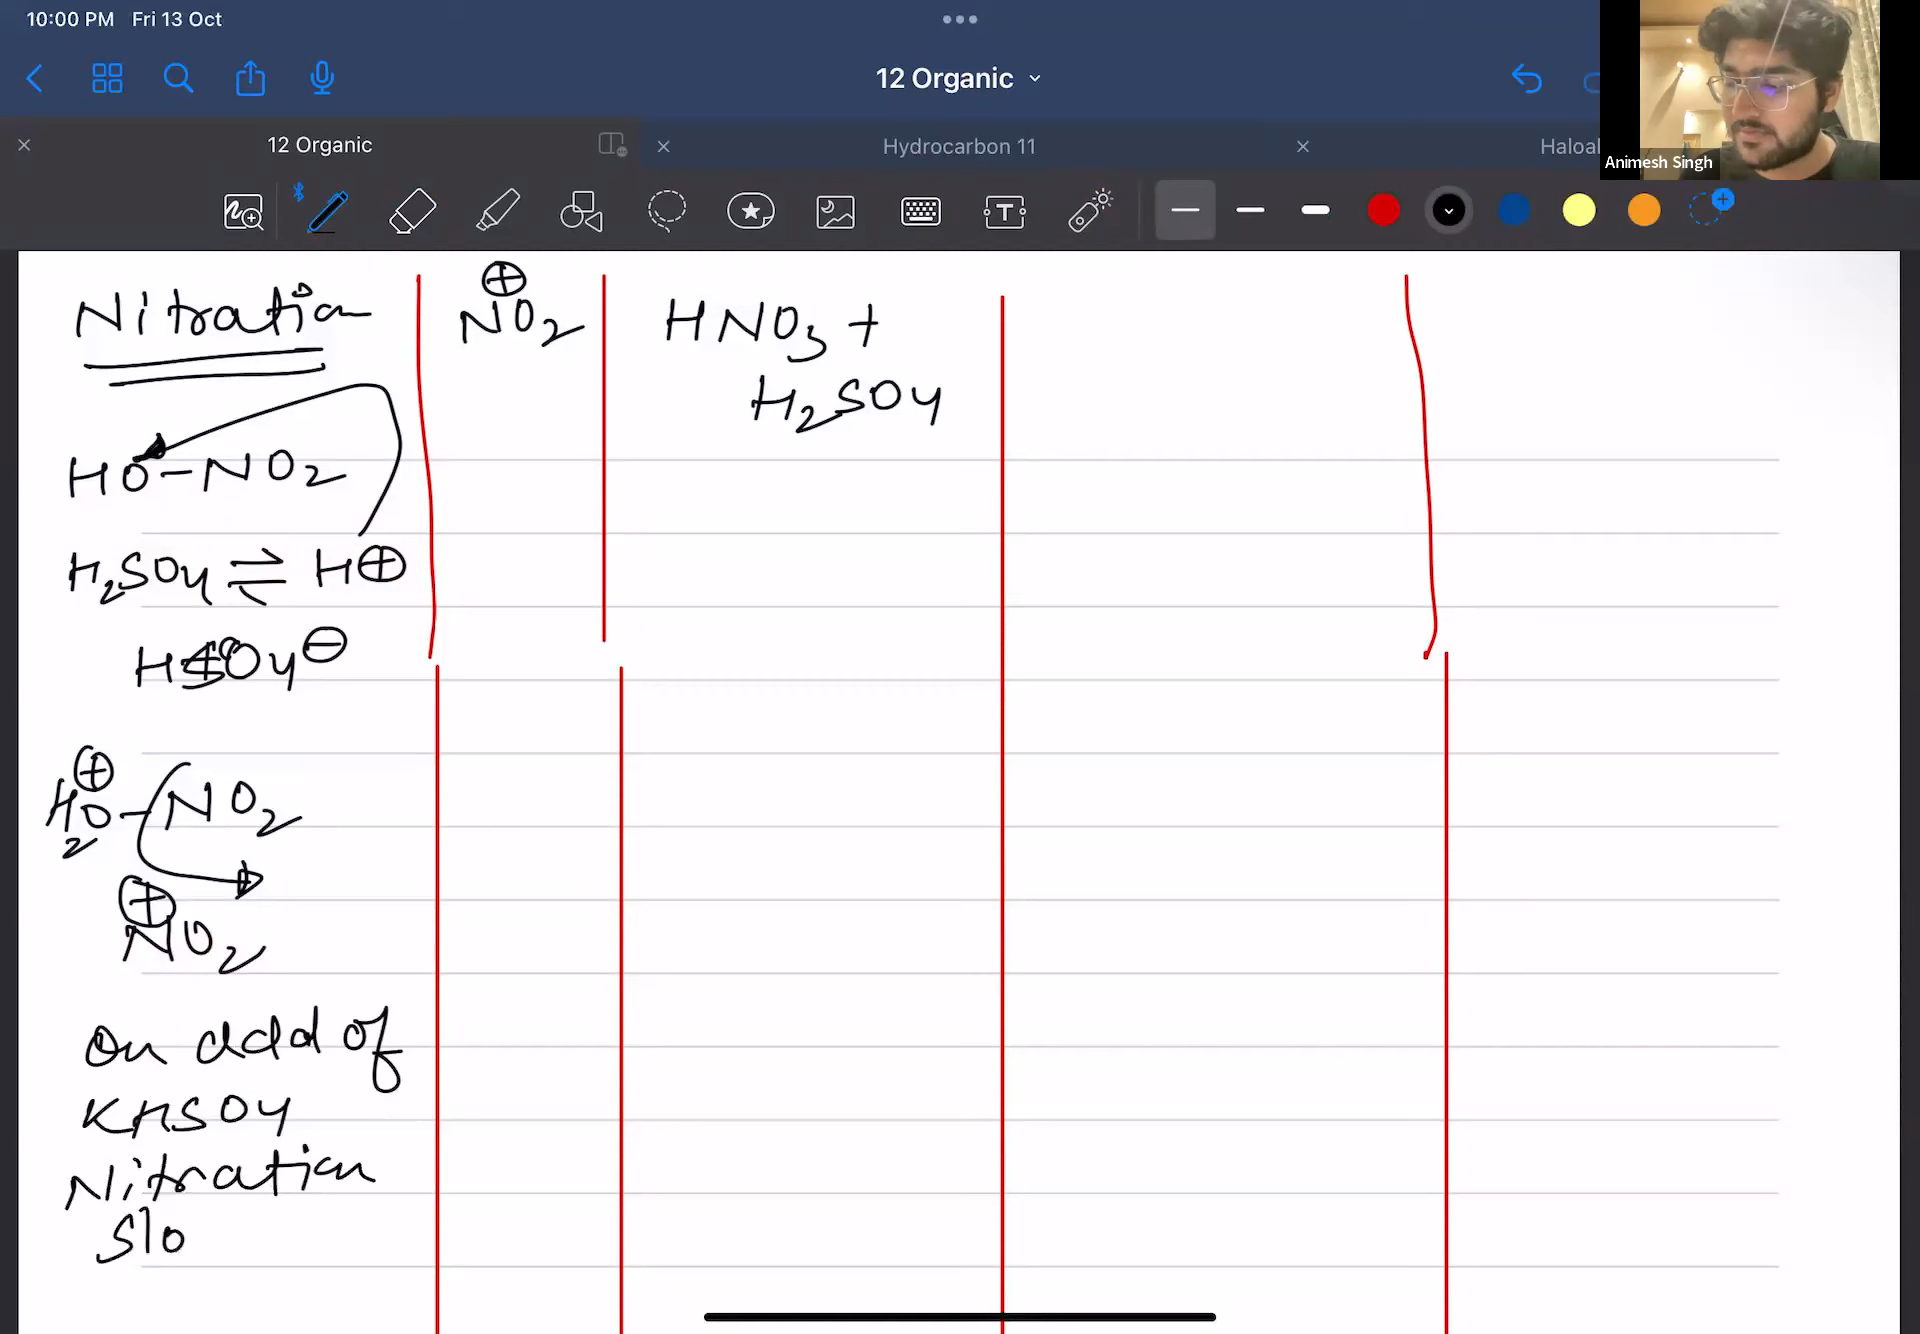 10:00 PM Fri 13 Oct
12 Organic
12 Organic
Hydrocarbon 11
Haloal
Animesh Singh
Nitration
⊕
NO2
HNO3 +
H2SO4
HO-NO2
H2SO4 ⇌ H⊕
HSO4⊖
⊕
H2O-NO2
⊕
NO2
On add of
KHSO4
Nitration
Slo